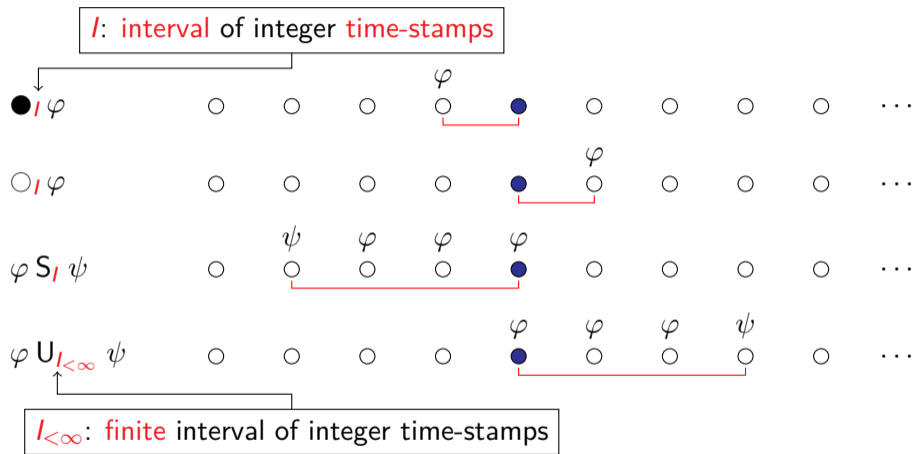 I: interval of integer time-stamps
φ
●I φ ···
φ
○I φ ···
ψ φ φ φ
φ SI ψ ···
φ φ φ ψ
φ UI<∞ ψ ···
I<∞: finite interval of integer time-stamps